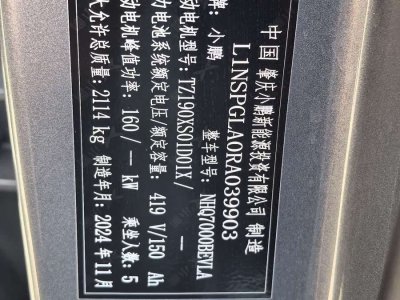 中国 肇庆小鹏新能源投资有限公司 制造
L1NSPGLA0RA039903
牌: 小鹏 整车型号: NHQ7000BEVLA
动电机型号: TZ190XS01D01X/ —
力电池系统额定电压/额定容量: 419 V/150 Ah
动电机峰值功率: 160/ — kW 乘坐人数: 5
大允许总质量: 2114 kg 制造年月: 2024年11月